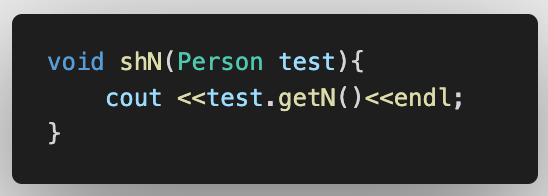 void shN(Person test){
    cout <<test.getN()<<endl;
}